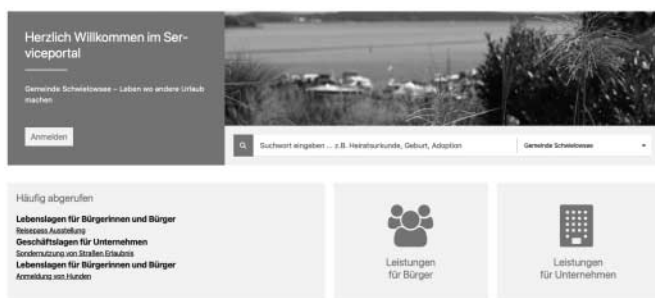 Herzlich Willkommen im Ser-
viceportal
Gemeinde Schwielowsee – Leben wo andere Urlaub
machen
Anmelden
Suchwort eingeben ... z.B. Heiratsurkunde, Geburt, Adoption
Gemeinde Schwielowsee
Häufig abgerufen
Lebenslagen für Bürgerinnen und Bürger
Reisepass Ausstellung
Geschäftslagen für Unternehmen
Sondernutzung von Straßen Erlaubnis
Lebenslagen für Bürgerinnen und Bürger
Anmeldung von Hunden
Leistungen
für Bürger
Leistungen
für Unternehmen